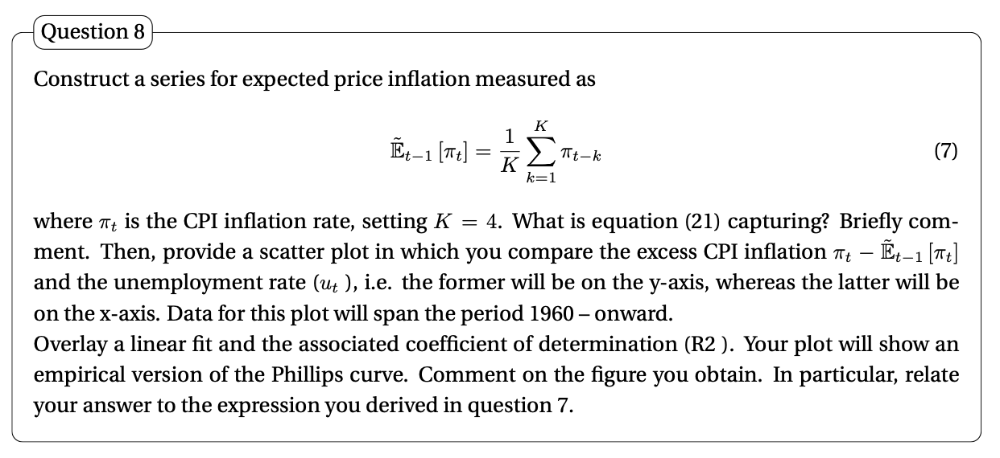 Question 8
Construct a series for expected price inflation measured as
$\tilde{\mathbb{E}}_{t-1}\left[\pi_t\right] = \frac{1}{K}\sum_{k=1}^{K}\pi_{t-k}$ (7)
where $\pi_t$ is the CPI inflation rate, setting $K = 4$. What is equation (21) capturing? Briefly com-
ment. Then, provide a scatter plot in which you compare the excess CPI inflation $\pi_t - \tilde{\mathbb{E}}_{t-1}\left[\pi_t\right]$
and the unemployment rate ($u_t$ ), i.e. the former will be on the y-axis, whereas the latter will be
on the x-axis. Data for this plot will span the period 1960 – onward.
Overlay a linear fit and the associated coefficient of determination (R2 ). Your plot will show an
empirical version of the Phillips curve. Comment on the figure you obtain. In particular, relate
your answer to the expression you derived in question 7.